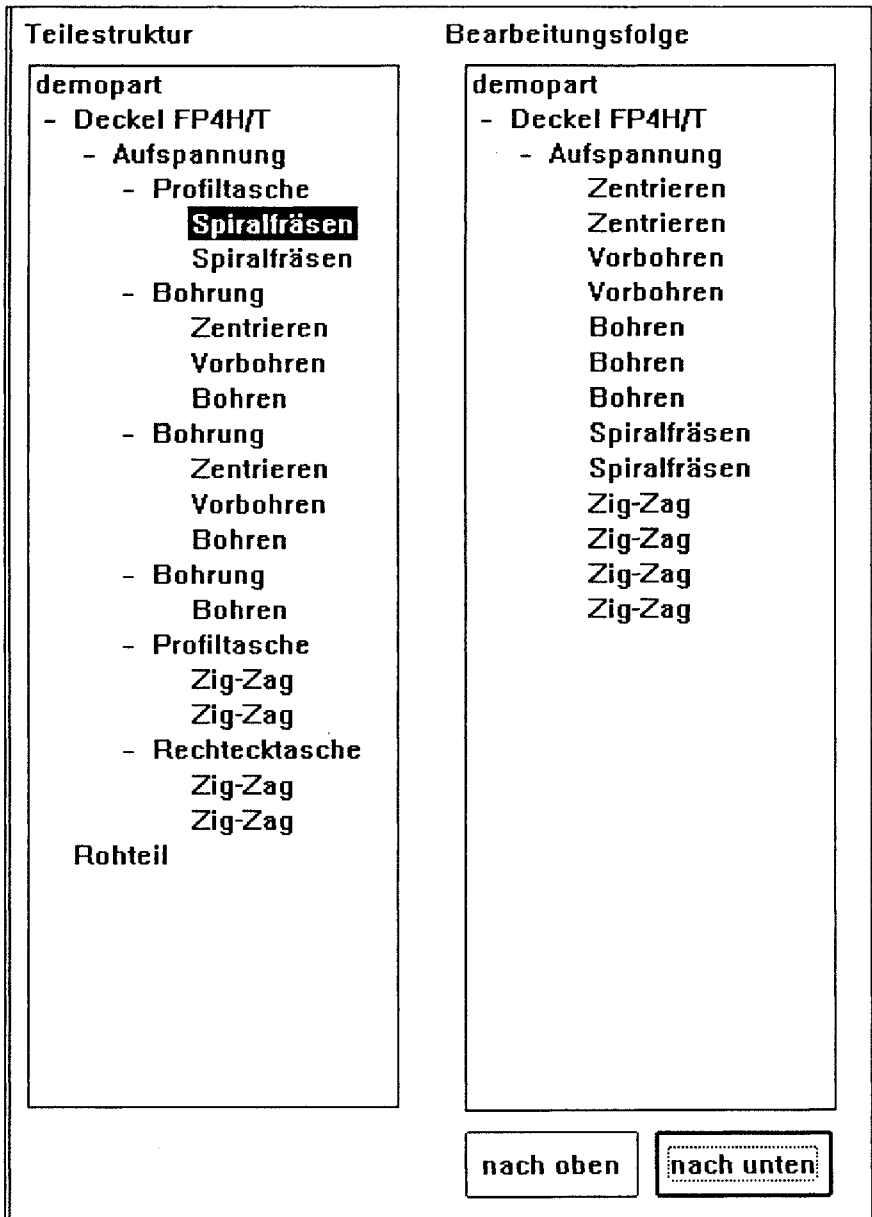 Teilestruktur
demopart
- Deckel FP4H/T
- Aufspannung
- Profiltasche
Spiralfräsen
Spiralfräsen
- Bohrung
Zentrieren
Vorbohren
Bohren
- Bohrung
Zentrieren
Vorbohren
Bohren
- Bohrung
Bohren
- Profiltasche
Zig-Zag
Zig-Zag
- Rechtecktasche
Zig-Zag
Zig-Zag
Rohteil
Bearbeitungsfolge
demopart
- Deckel FP4H/T
- Aufspannung
Zentrieren
Zentrieren
Vorbohren
Vorbohren
Bohren
Bohren
Bohren
Spiralfräsen
Spiralfräsen
Zig-Zag
Zig-Zag
Zig-Zag
Zig-Zag
nach oben
nach unten